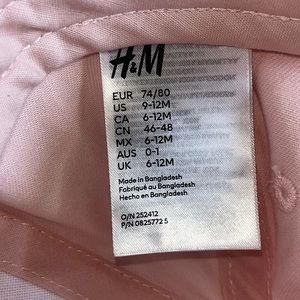 H&M
EUR 74/80
US 9-12M
CA 6-12M
CN 46-48
MX 6-12M
AUS 0-1
UK 6-12M
Made in Bangladesh
Fabriqué au Bangladesh
Hecho en Bangladesh
O/N 252412
P/N 0825772 5